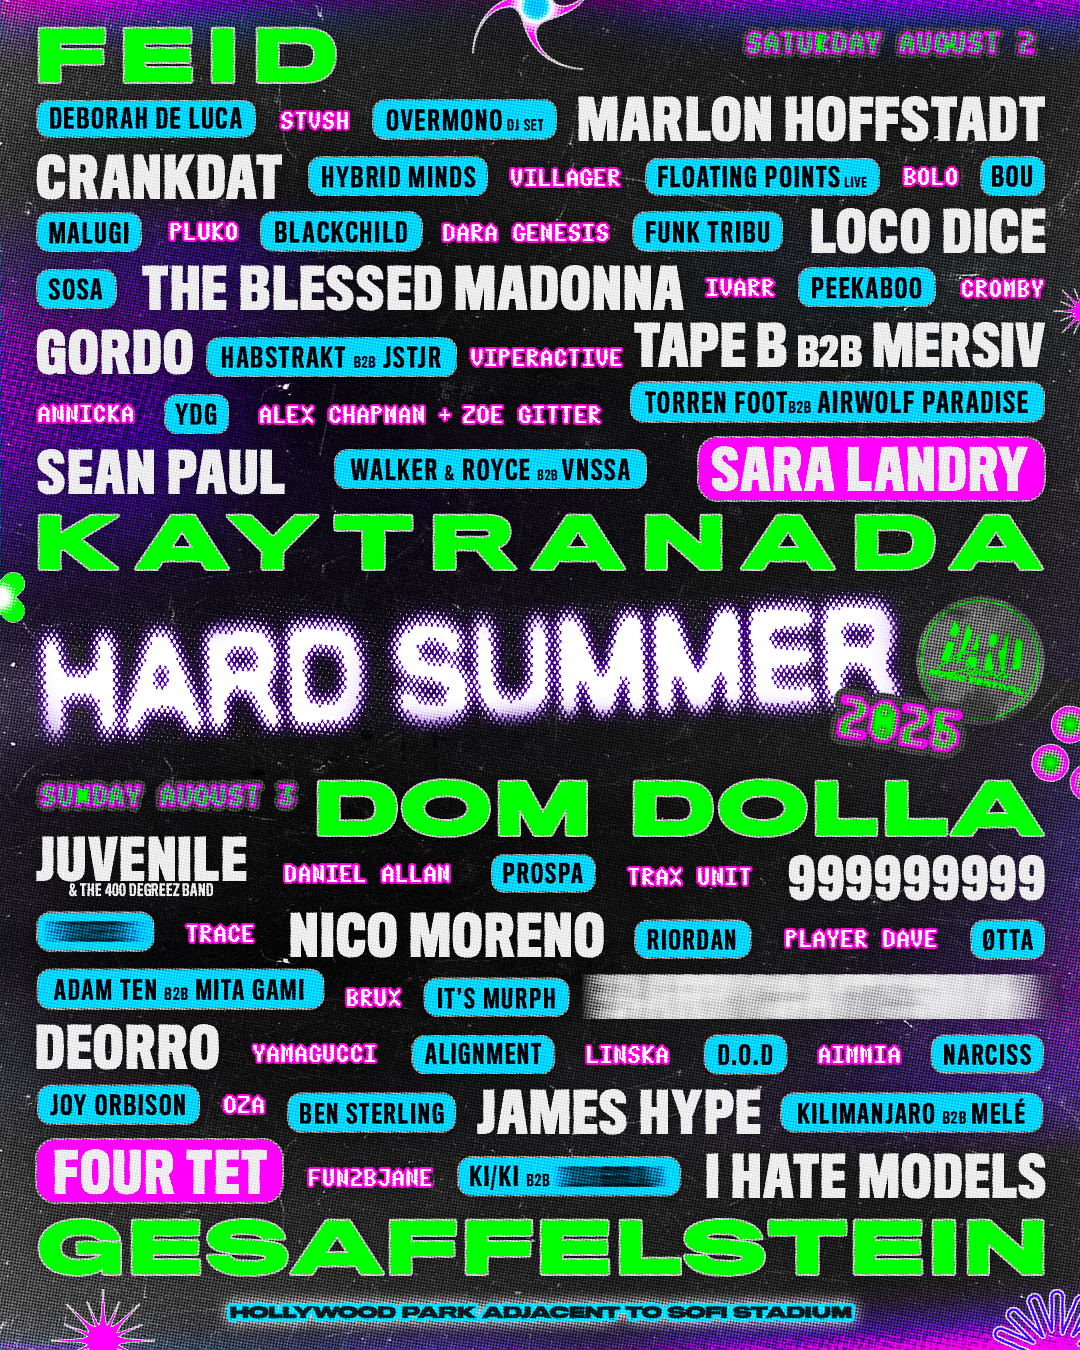 FEID
SATURDAY AUGUST 2
DEBORAH DE LUCA STVSH OVERMONO DJ SET MARLON HOFFSTADT
CRANKDAT HYBRID MINDS VILLAGER FLOATING POINTS LIVE BOLO BOU
MALUGI PLUKO BLACKCHILD DARA GENESIS FUNK TRIBU LOCO DICE
SOSA THE BLESSED MADONNA IVARR PEEKABOO CROMBY
GORDO HABSTRAKT B2B JSTJR VIPERACTIVE TAPE B B2B MERSIV
ANNICKA YDG ALEX CHAPMAN + ZOE GITTER TORREN FOOT B2B AIRWOLF PARADISE
SEAN PAUL WALKER & ROYCE B2B VNSSA SARA LANDRY
KAYTRANADA
HARD SUMMER HARD
2025
SUNDAY AUGUST 3 DOM DOLLA
JUVENILE DANIEL ALLAN PROSPA TRAX UNIT 999999999
& THE 400 DEGREEZ BAND
TRACE NICO MORENO RIORDAN PLAYER DAVE ØTTA
ADAM TEN B2B MITA GAMI BRUX IT'S MURPH
DEORRO YAMAGUCCI ALIGNMENT LINSKA D.O.D AIMMIA NARCISS
JOY ORBISON OZA BEN STERLING JAMES HYPE KILIMANJARO B2B MELÉ
FOUR TET FUN2BJANE KI/KI B2B I HATE MODELS
GESAFFELSTEIN
HOLLYWOOD PARK ADJACENT TO SOFI STADIUM